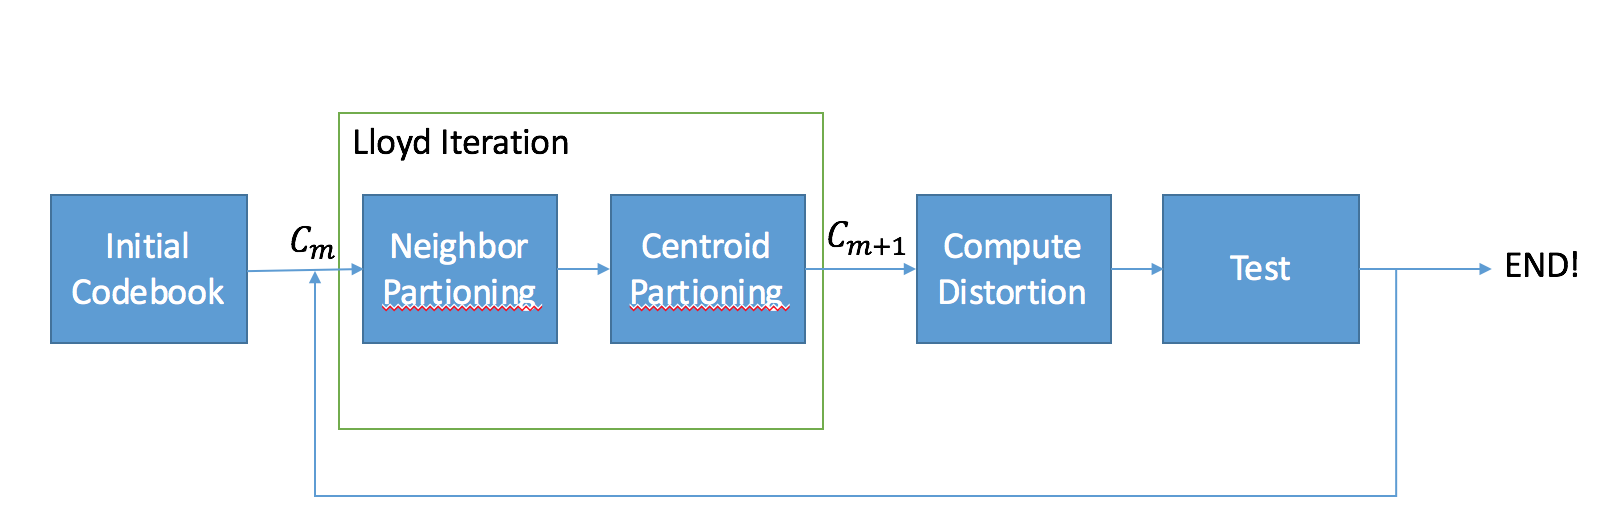 Lloyd Iteration
Initial
Codebook
C_m
Neighbor
Partioning
Centroid
Partioning
C_{m+1}
Compute
Distortion
Test
END!